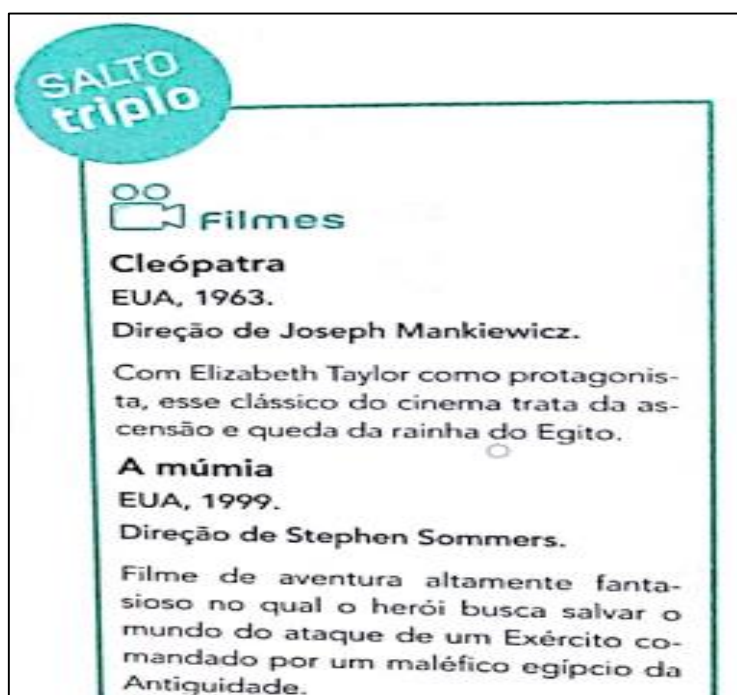 SALTO
triplo
Filmes
Cleópatra
EUA, 1963.
Direção de Joseph Mankiewicz.
Com Elizabeth Taylor como protagonis-
ta, esse clássico do cinema trata da as-
censão e queda da rainha do Egito.
A múmia
EUA, 1999.
Direção de Stephen Sommers.
Filme de aventura altamente fanta-
sioso no qual o herói busca salvar o
mundo do ataque de um Exército co-
mandado por um maléfico egípcio da
Antiguidade.